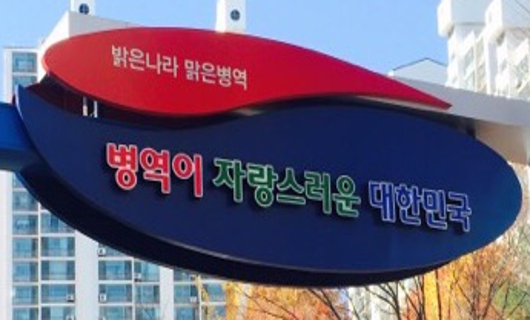 밝은나라 맑은병역
병역이 자랑스러운 대한민국